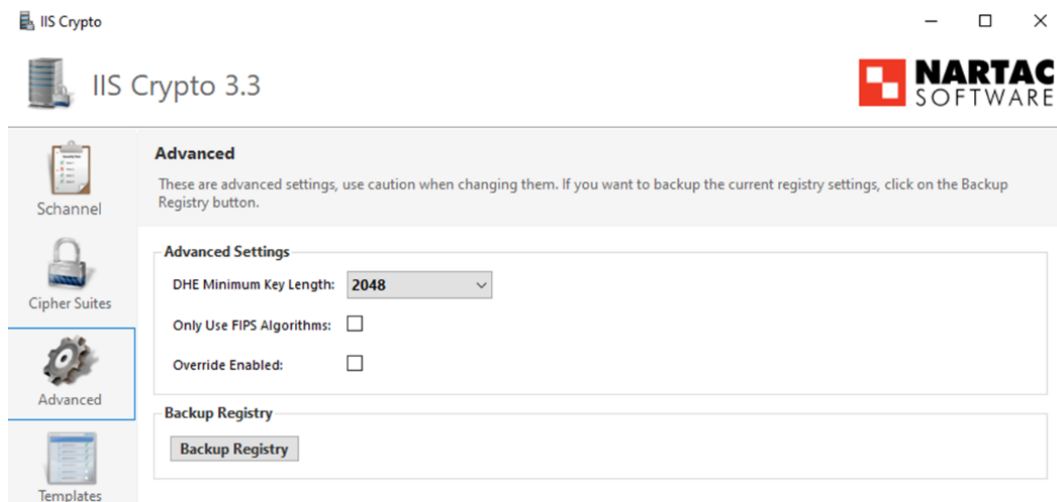 IIS Crypto
IIS Crypto 3.3
NARTAC
SOFTWARE
Schannel
Cipher Suites
Advanced
Templates
Advanced
These are advanced settings, use caution when changing them. If you want to backup the current registry settings, click on the Backup
Registry button.
Advanced Settings
DHE Minimum Key Length: 2048
Only Use FIPS Algorithms:
Override Enabled:
Backup Registry
Backup Registry